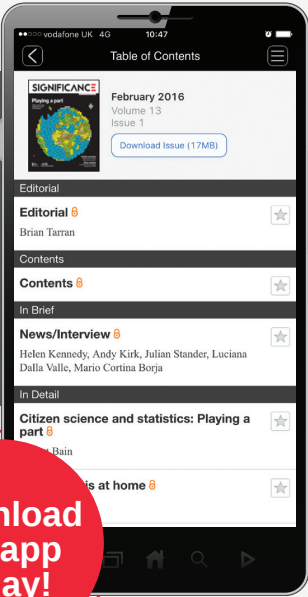 vodafone UK 4G 10:47
Table of Contents
SIGNIFICANCE
Playing a part
February 2016
Volume 13
Issue 1
Download Issue (17MB)
Editorial
Editorial
Brian Tarran
Contents
Contents
In Brief
News/Interview
Helen Kennedy, Andy Kirk, Julian Stander, Luciana
Dalla Valle, Mario Cortina Borja
In Detail
Citizen science and statistics: Playing a
part
Bain
is at home
nload
app
ay!